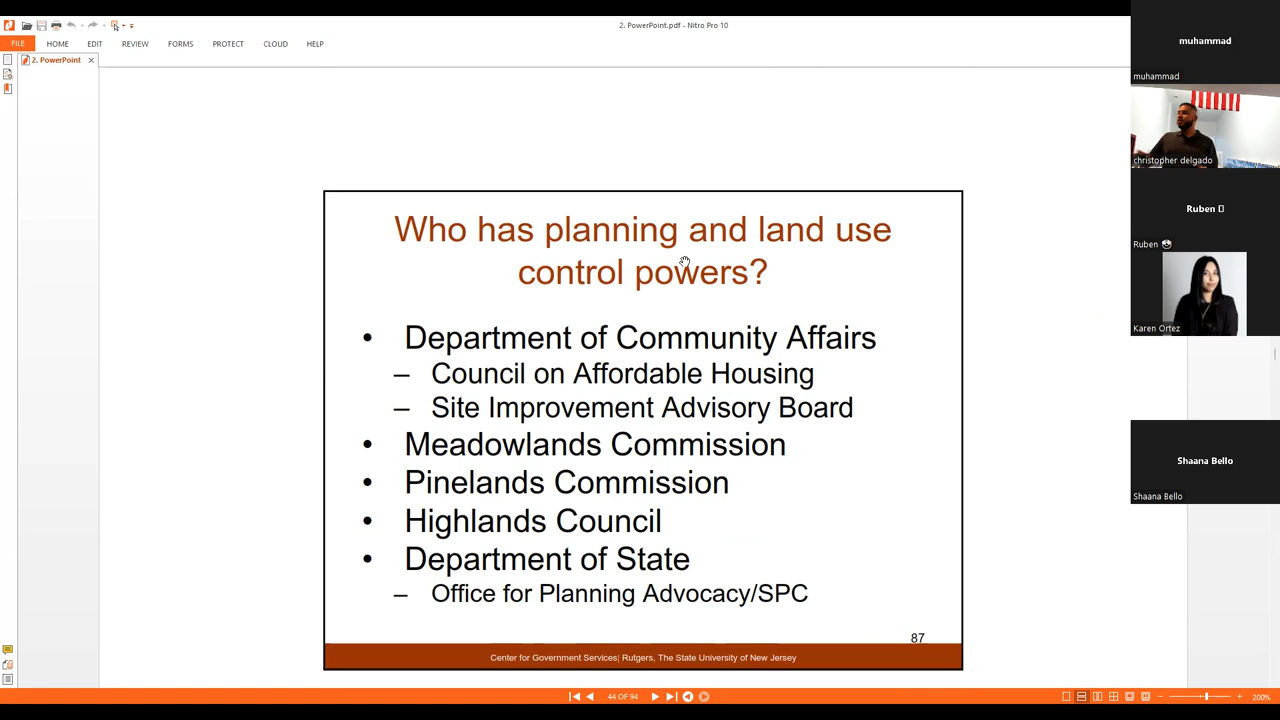 2. PowerPoint.pdf - Nitro Pro 10
FILE HOME EDIT REVIEW FORMS PROTECT CLOUD HELP
2. PowerPoint
Who has planning and land use
control powers?
• Department of Community Affairs
– Council on Affordable Housing
– Site Improvement Advisory Board
• Meadowlands Commission
• Pinelands Commission
• Highlands Council
• Department of State
– Office for Planning Advocacy/SPC
87
Center for Government Services| Rutgers, The State University of New Jersey
44 OF 94
200%
muhammad
muhammad
christopher delgado
Ruben
Ruben
Karen Ortez
Shaana Bello
Shaana Bello